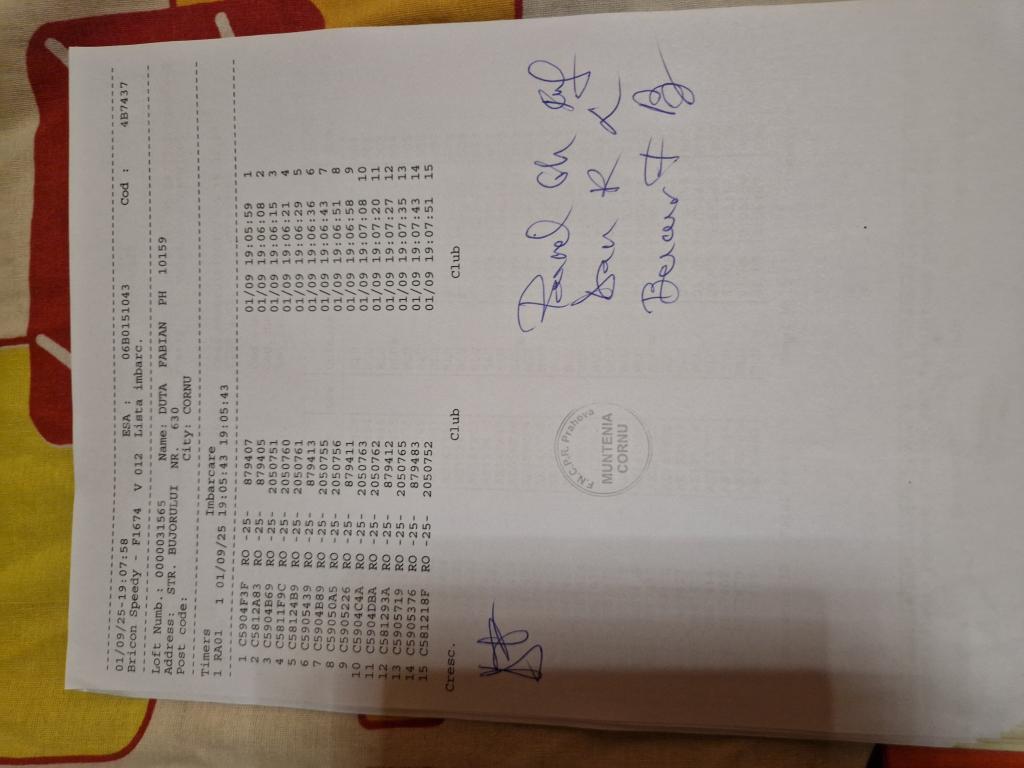 01/09/25-19:07:58 ESA : 06B0151043 Cod : 4B7437
Bricon Speedy - F1674 V 012 Lista imbarc.
Loft Numb.: 0000031565 Name: DUTA FABIAN PH 10159
Address: STR. BUJORULUI NR. 630
Post code: City: CORNU
Timers Imbarcare
1 RA01 1 01/09/25 19:05:43 19:05:43
1 C5904F3F RO -25- 879407 01/09 19:05:59 1
2 C5812A83 RO -25- 879405 01/09 19:06:08 2
3 C5904B69 RO -25- 2050751 01/09 19:06:15 3
4 C5811F9C RO -25- 2050760 01/09 19:06:21 4
5 C58124B9 RO -25- 2050761 01/09 19:06:29 5
6 C5905439 RO -25- 879413 01/09 19:06:36 6
7 C5904B89 RO -25- 2050755 01/09 19:06:43 7
8 C59050A5 RO -25- 2050756 01/09 19:06:51 8
9 C5905226 RO -25- 879411 01/09 19:06:58 9
10 C5904C4A RO -25- 2050763 01/09 19:07:08 10
11 C5904DBA RO -25- 2050762 01/09 19:07:20 11
12 C581293A RO -25- 879412 01/09 19:07:27 12
13 C5905719 RO -25- 2050765 01/09 19:07:35 13
14 C5905376 RO -25- 879483 01/09 19:07:43 14
15 C581218F RO -25- 2050752 01/09 19:07:51 15
Cresc. Club Club
F.N.C.P.R. Prahova
MUNTENIA
CORNU